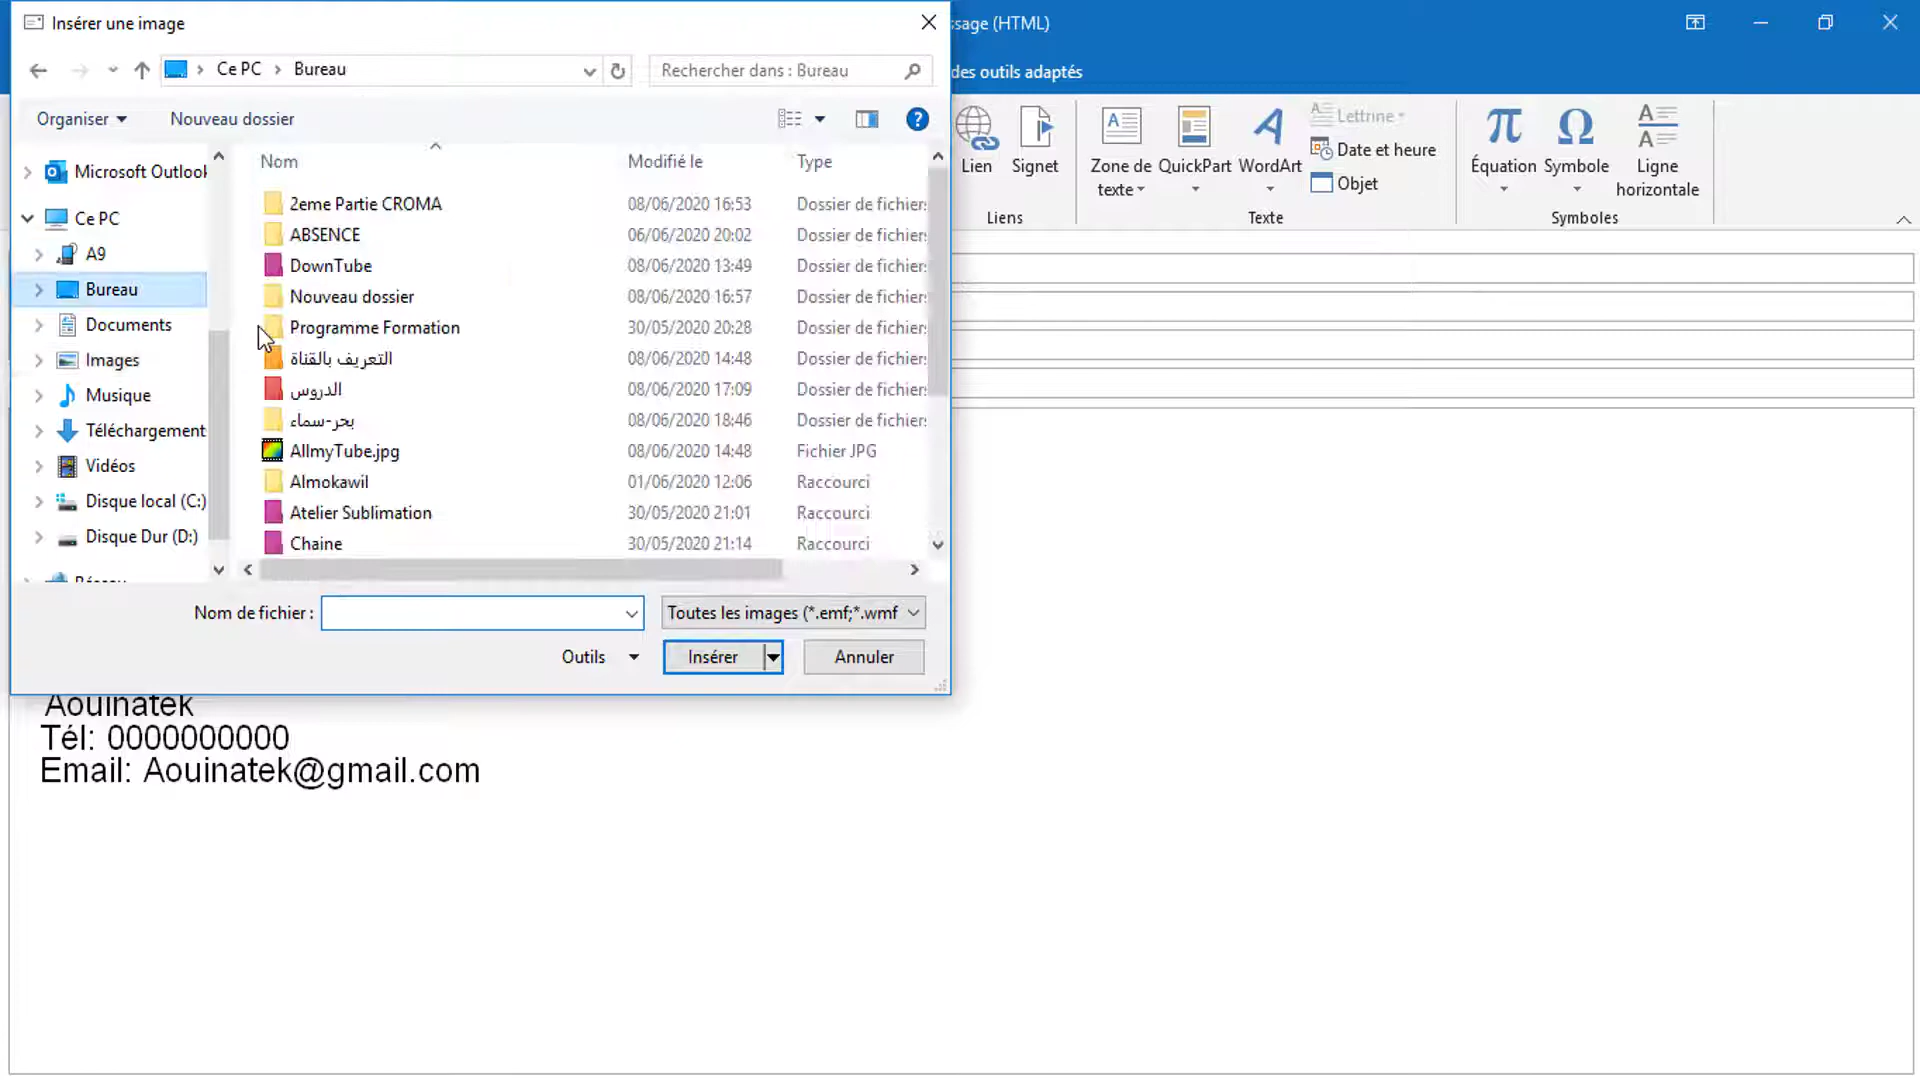 Insérer une image
ssage (HTML)
Ce PC > Bureau
Rechercher dans : Bureau
des outils adaptés
Organiser
Nouveau dossier
Lien
Signet
Zone de texte
QuickPart
WordArt
Lettrine
Date et heure
Objet
Équation
Symbole
Ligne horizontale
Liens
Texte
Symboles
Microsoft Outlook
Ce PC
A9
Bureau
Documents
Images
Musique
Téléchargement
Vidéos
Disque local (C:)
Disque Dur (D:)
Nom Modifié le Type
2eme Partie CROMA 08/06/2020 16:53 Dossier de fichiers
ABSENCE 06/06/2020 20:02 Dossier de fichiers
DownTube 08/06/2020 13:49 Dossier de fichiers
Nouveau dossier 08/06/2020 16:57 Dossier de fichiers
Programme Formation 30/05/2020 20:28 Dossier de fichiers
التعريف بالقناة 08/06/2020 14:48 Dossier de fichiers
الدروس 08/06/2020 17:09 Dossier de fichiers
بحر-سماء 08/06/2020 18:46 Dossier de fichiers
AllmyTube.jpg 08/06/2020 14:48 Fichier JPG
Almokawil 01/06/2020 12:06 Raccourci
Atelier Sublimation 30/05/2020 21:01 Raccourci
Chaine 30/05/2020 21:14 Raccourci
Nom de fichier :
Toutes les images (*.emf;*.wmf
Outils
Insérer
Annuler
Aouinatek
Tél: 0000000000
Email: Aouinatek@gmail.com